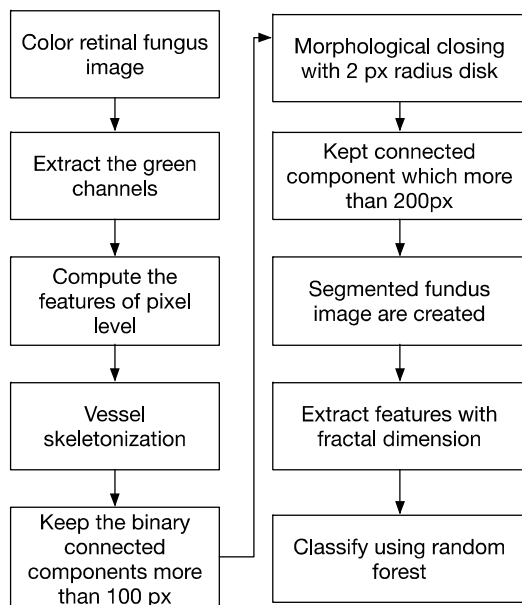 Color retinal fungus
image
Extract the green
channels
Compute the
features of pixel
level
Vessel
skeletonization
Keep the binary
connected
components more
than 100 px
Morphological closing
with 2 px radius disk
Kept connected
component which more
than 200px
Segmented fundus
image are created
Extract features with
fractal dimension
Classify using random
forest